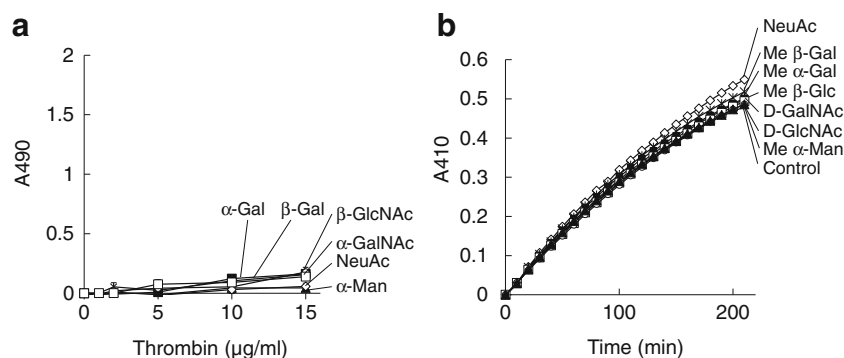 a
A490
2
1.5
1
0.5
0
0 5 10 15
Thrombin (µg/ml)
α-Gal
β-Gal
β-GlcNAc
α-GalNAc
NeuAc
α-Man
b
A410
0.6
0.5
0.4
0.3
0.2
0.1
0
0 100 200
Time (min)
NeuAc
Me β-Gal
Me α-Gal
Me β-Glc
D-GalNAc
D-GlcNAc
Me α-Man
Control